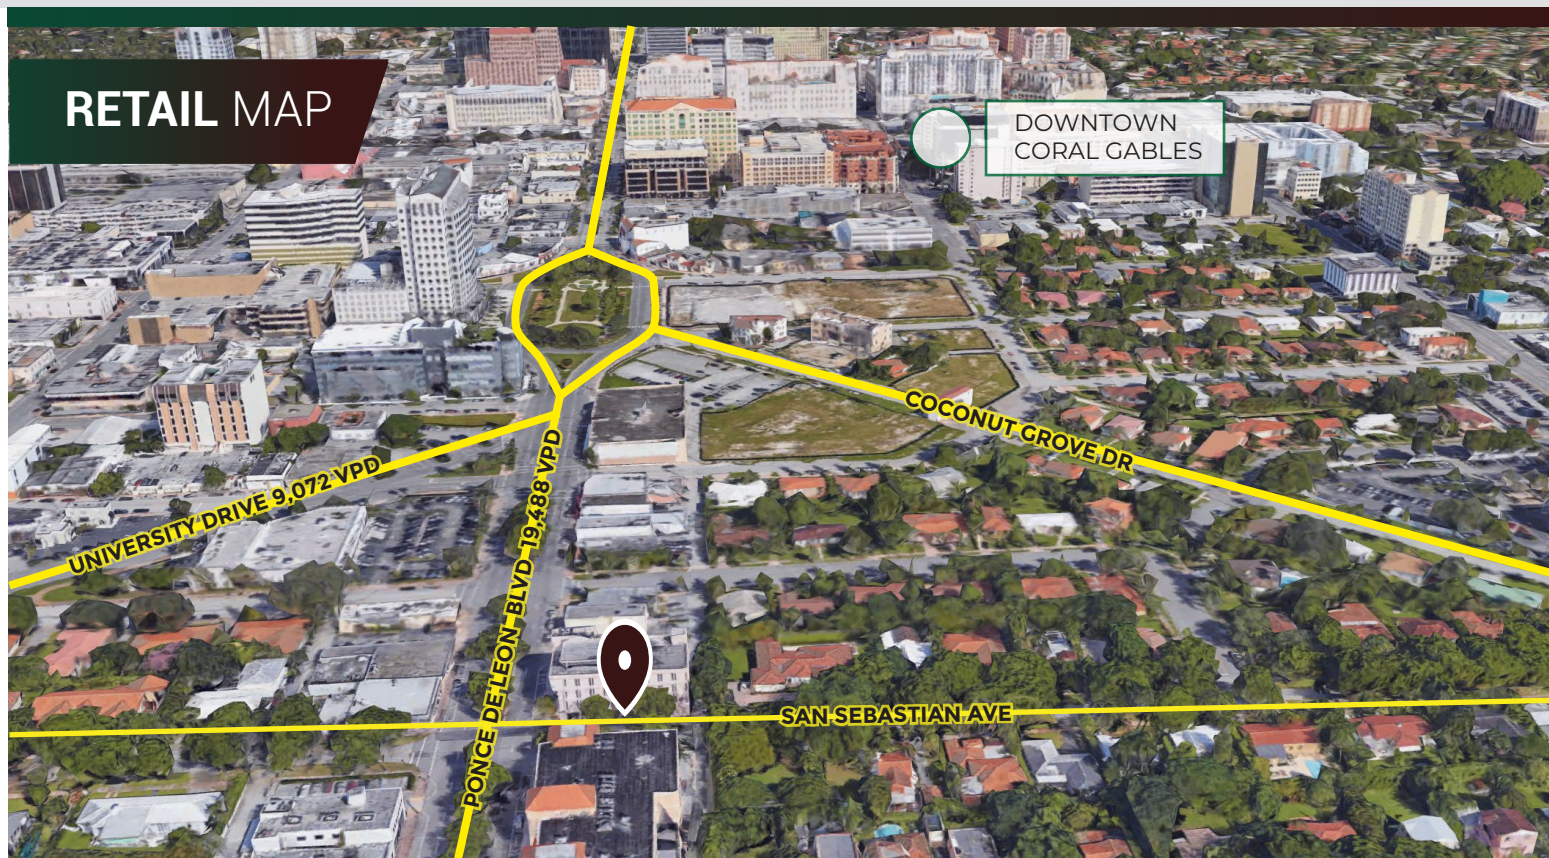 RETAIL MAP
DOWNTOWN
CORAL GABLES
COCONUT GROVE DR
UNIVERSITY DRIVE 9,072 VPD
PONCE DE LEON BLVD 19,488 VPD
SAN SEBASTIAN AVE